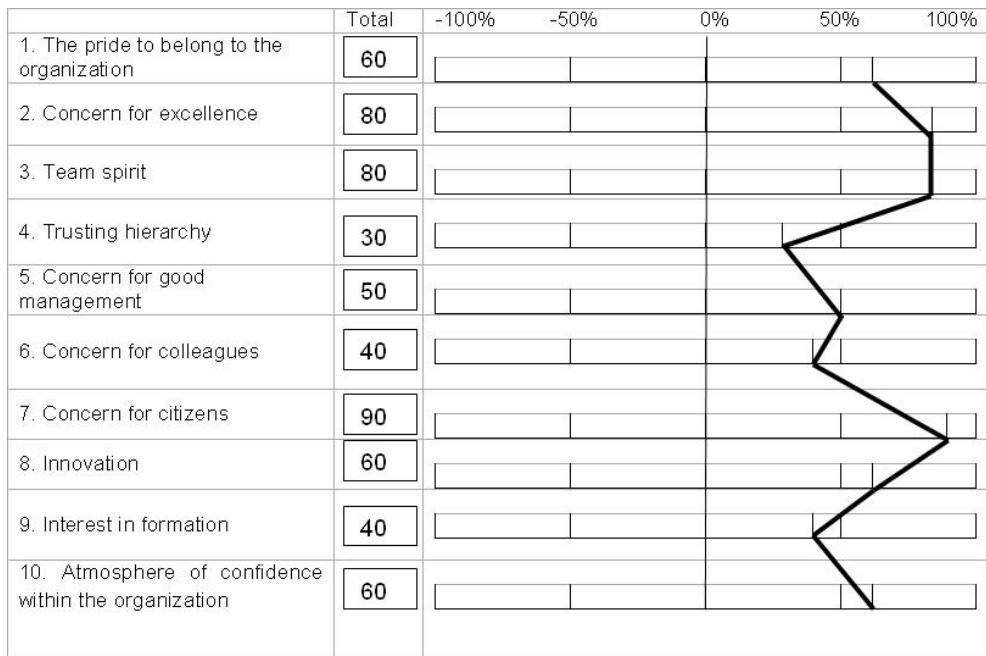 Total -100% -50% 0% 50% 100%
1. The pride to belong to the
organization
60
2. Concern for excellence
80
3. Team spirit
80
4. Trusting hierarchy
30
5. Concern for good
management
50
6. Concern for colleagues
40
7. Concern for citizens
90
8. Innovation
60
9. Interest in formation
40
10. Atmosphere of confidence
within the organization
60